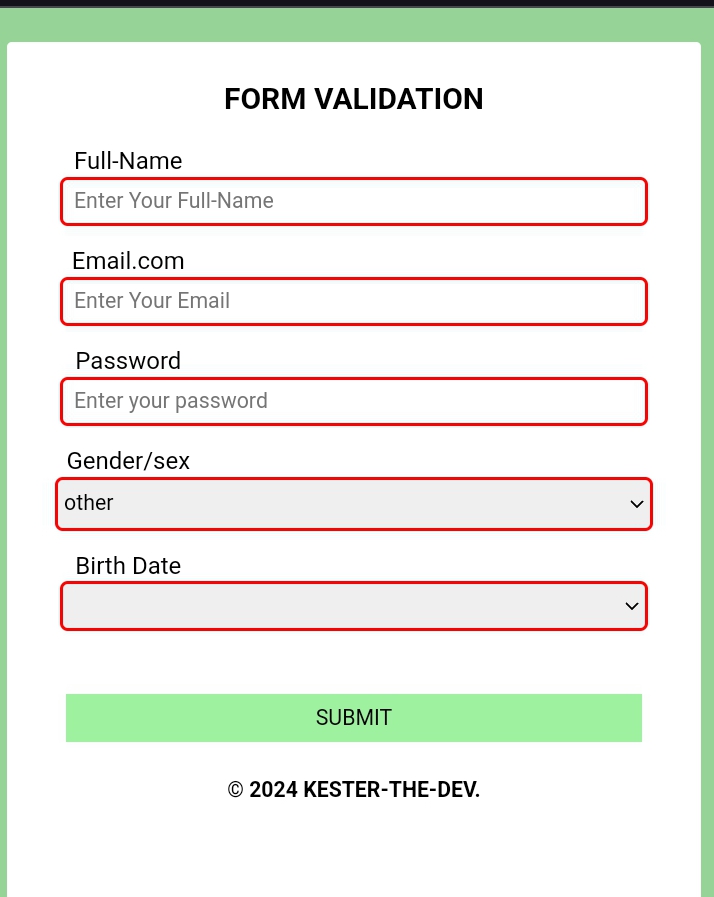 FORM VALIDATION
Full-Name
Enter Your Full-Name
Email.com
Enter Your Email
Password
Enter your password
Gender/sex
other
Birth Date
SUBMIT
© 2024 KESTER-THE-DEV.